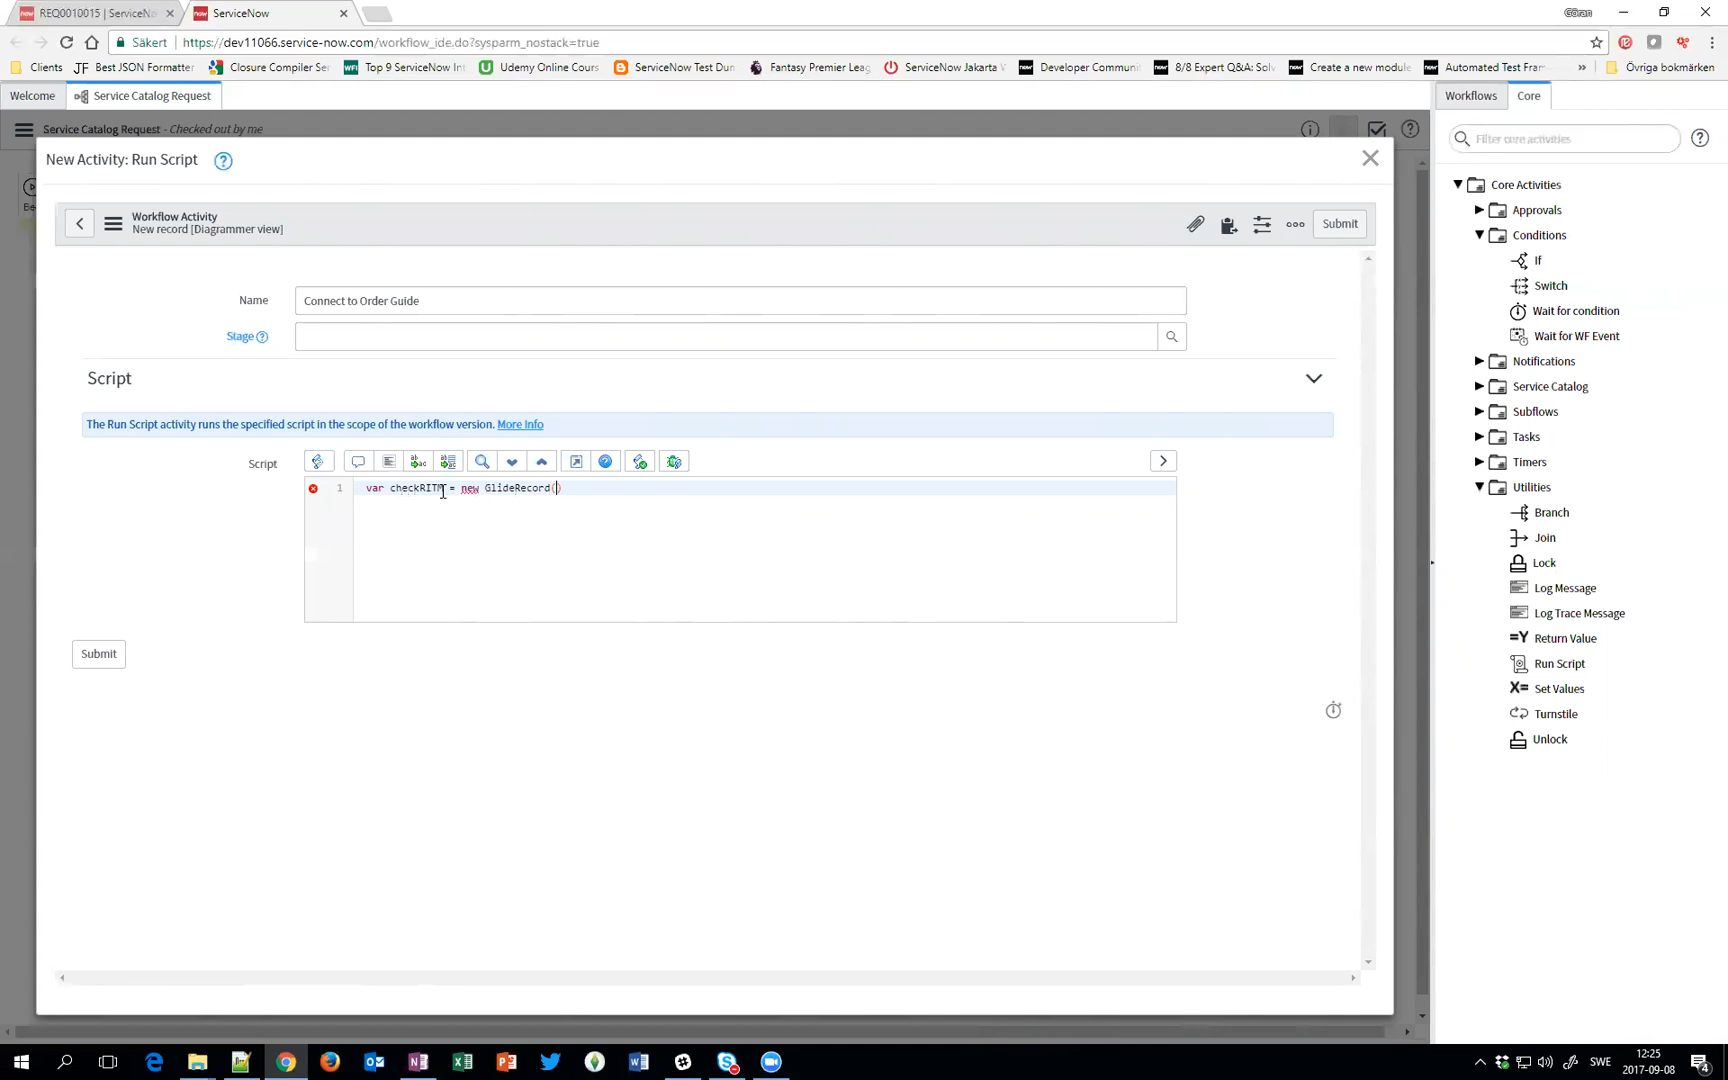 REQ0010015 | ServiceN
ServiceNow
Göran
Säkert
https://dev11066.service-now.com/workflow_ide.do?sysparm_nostack=true
Clients
JF Best JSON Formatter
Closure Compiler Ser
WFI Top 9 ServiceNow Int
Udemy Online Cours
ServiceNow Test Dun
Fantasy Premier Leag
ServiceNow Jakarta V
Developer Communi
8/8 Expert Q&A: Solv
Create a new module
Automated Test Fram
Övriga bokmärken
Welcome
Service Catalog Request
Workflows
Core
Service Catalog Request - Checked out by me
Filter core activities
New Activity: Run Script
Workflow Activity
New record [Diagrammer view]
Submit
Name
Connect to Order Guide
Stage
Script
The Run Script activity runs the specified script in the scope of the workflow version. More Info
Script
1 var checkRITM = new GlideRecord()
Submit
Core Activities
Approvals
Conditions
If
Switch
Wait for condition
Wait for WF Event
Notifications
Service Catalog
Subflows
Tasks
Timers
Utilities
Branch
Join
Lock
Log Message
Log Trace Message
Return Value
Run Script
Set Values
Turnstile
Unlock
SWE
12:25
2017-09-08
4